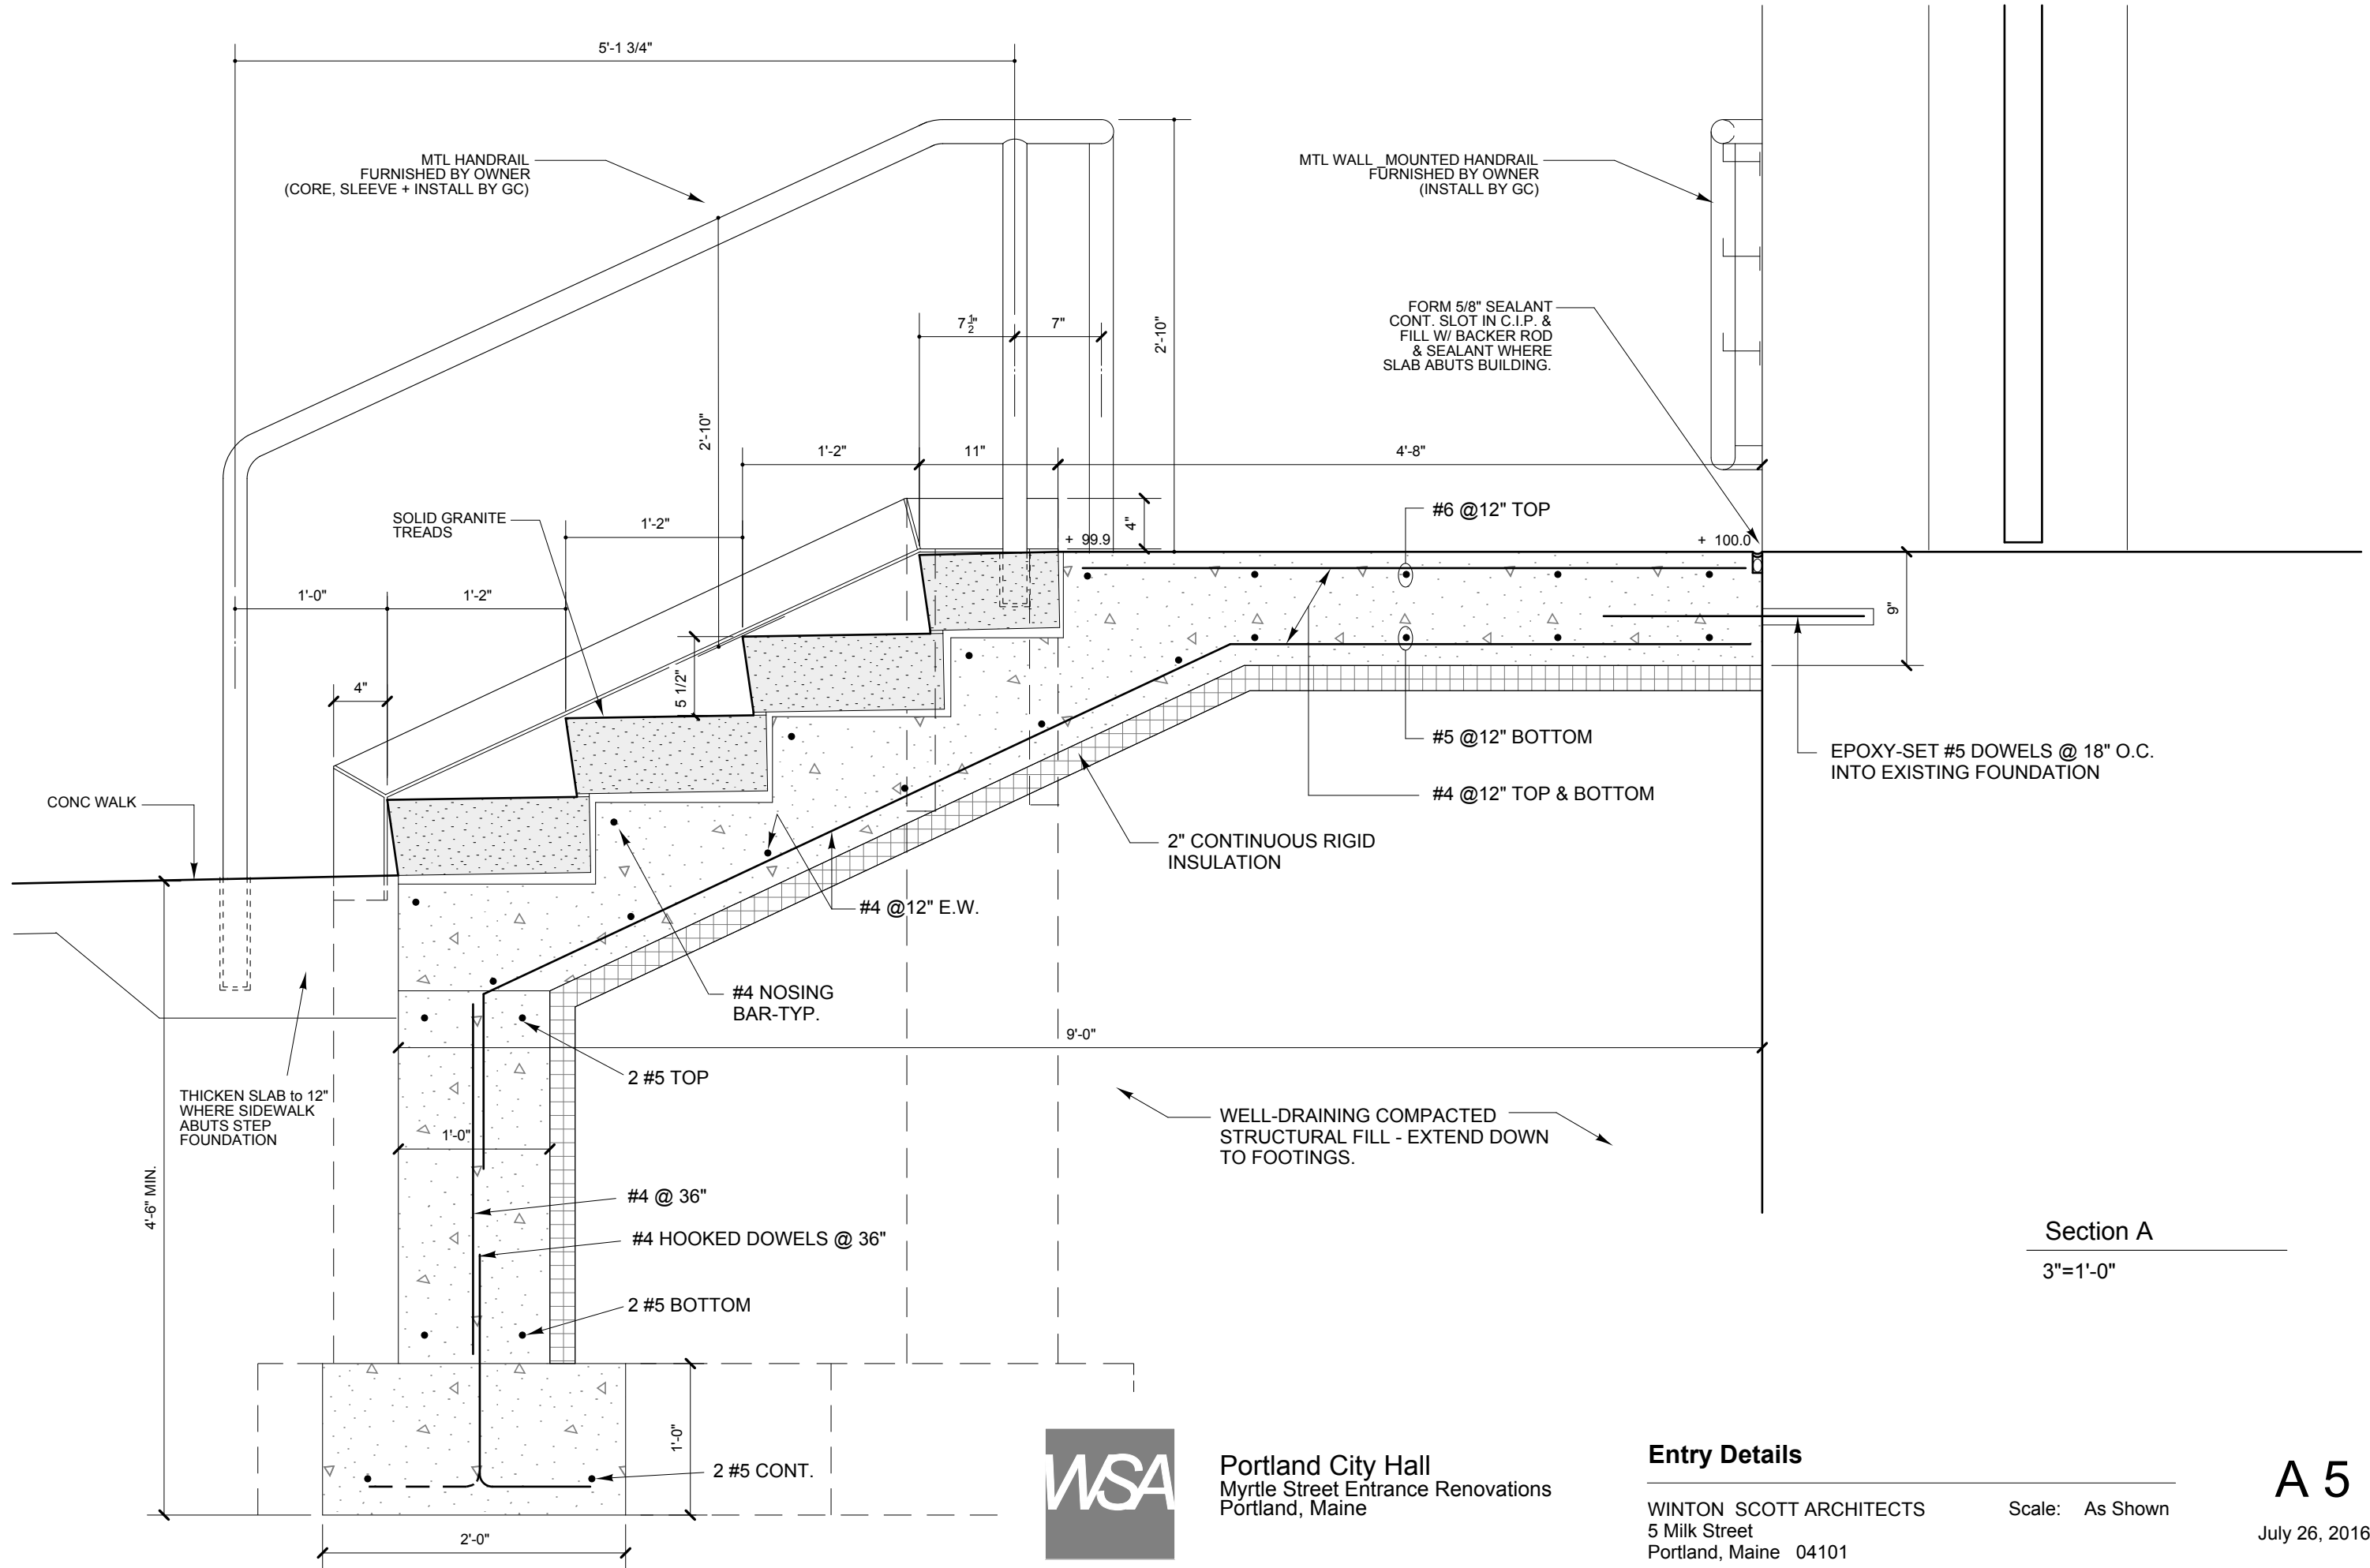 5'-1 3/4"
MTL HANDRAIL
FURNISHED BY OWNER
(CORE, SLEEVE + INSTALL BY GC)
MTL WALL_MOUNTED HANDRAIL
FURNISHED BY OWNER
(INSTALL BY GC)
FORM 5/8" SEALANT
CONT. SLOT IN C.I.P. &
FILL W/ BACKER ROD
& SEALANT WHERE
SLAB ABUTS BUILDING.
7 1/2"
7"
2'-10"
2'-10"
1'-2"
11"
4'-8"
SOLID GRANITE
TREADS
1'-2"
4"
#6 @12" TOP
+ 99.9
+ 100.0
1'-0"
1'-2"
9"
4"
5 1/2"
#5 @12" BOTTOM
EPOXY-SET #5 DOWELS @ 18" O.C.
INTO EXISTING FOUNDATION
#4 @12" TOP & BOTTOM
CONC WALK
2" CONTINUOUS RIGID
INSULATION
#4 @12" E.W.
#4 NOSING
BAR-TYP.
9'-0"
2 #5 TOP
THICKEN SLAB to 12"
WHERE SIDEWALK
ABUTS STEP
FOUNDATION
WELL-DRAINING COMPACTED
STRUCTURAL FILL - EXTEND DOWN
TO FOOTINGS.
1'-0"
4'-6" MIN.
#4 @ 36"
#4 HOOKED DOWELS @ 36"
2 #5 BOTTOM
Section A
3"=1'-0"
1'-0"
2 #5 CONT.
2'-0"
WSA
Portland City Hall
Myrtle Street Entrance Renovations
Portland, Maine
Entry Details
WINTON SCOTT ARCHITECTS
5 Milk Street
Portland, Maine 04101
Scale: As Shown
A 5
July 26, 2016